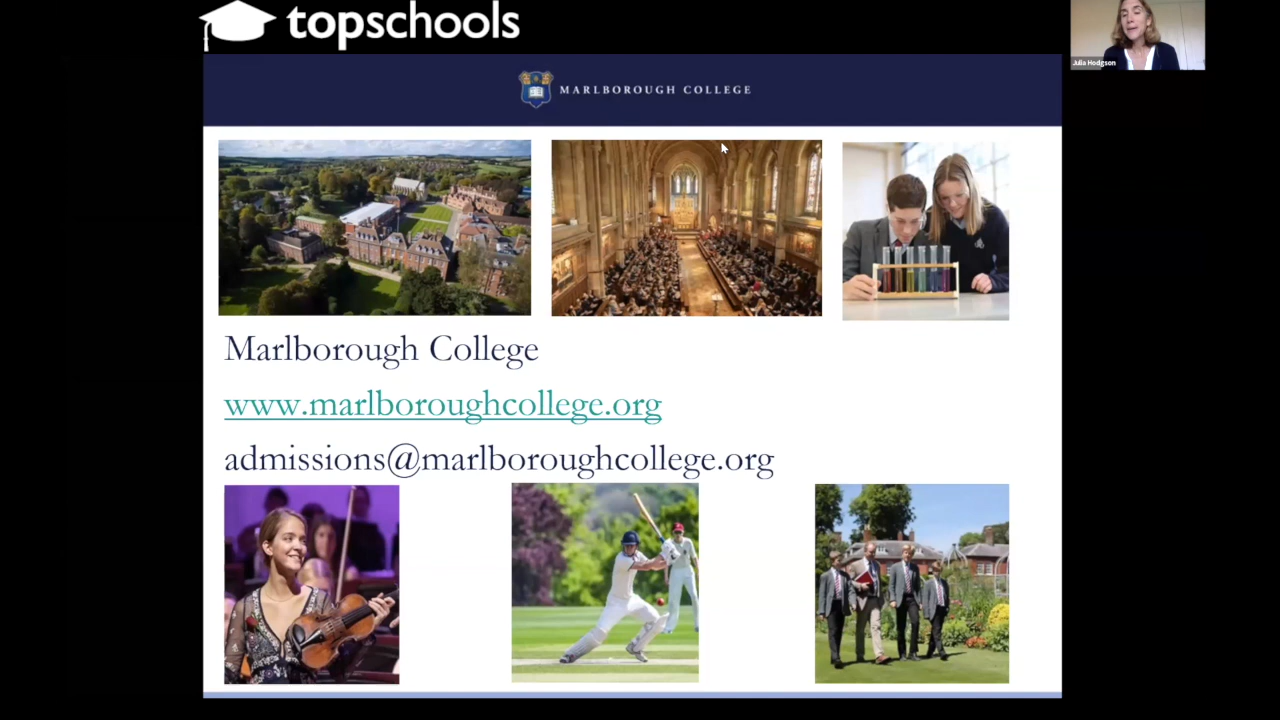 topschools
Julia Hodgson
MARLBOROUGH COLLEGE
Marlborough College
www.marlboroughcollege.org
admissions@marlboroughcollege.org